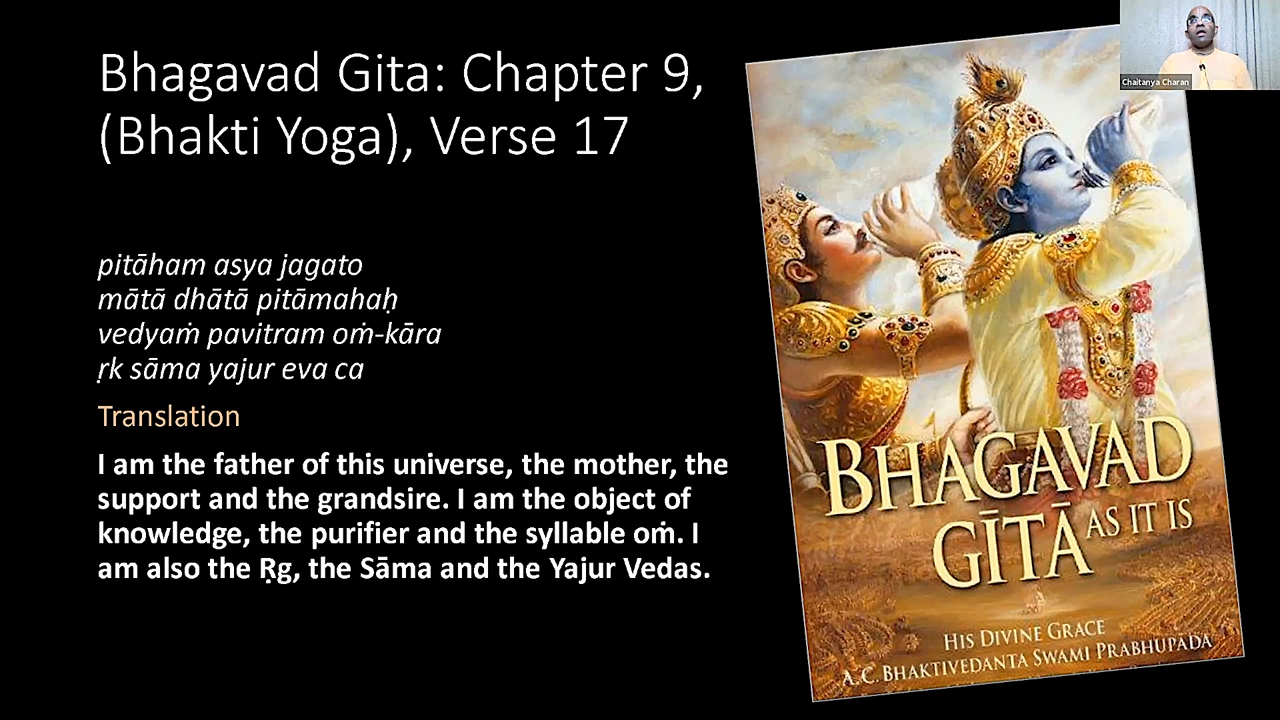 Bhagavad Gita: Chapter 9,
(Bhakti Yoga), Verse 17
pitāham asya jagato
mātā dhātā pitāmahaḥ
vedyaṁ pavitram oṁ-kāra
ṛk sāma yajur eva ca
Translation
I am the father of this universe, the mother, the
support and the grandsire. I am the object of
knowledge, the purifier and the syllable oṁ. I
am also the Ṛg, the Sāma and the Yajur Vedas.
Chaitanya Charan
BHAGAVAD
GĪTĀ AS IT IS
HIS DIVINE GRACE
A.C. BHAKTIVEDANTA SWAMI PRABHUPADA